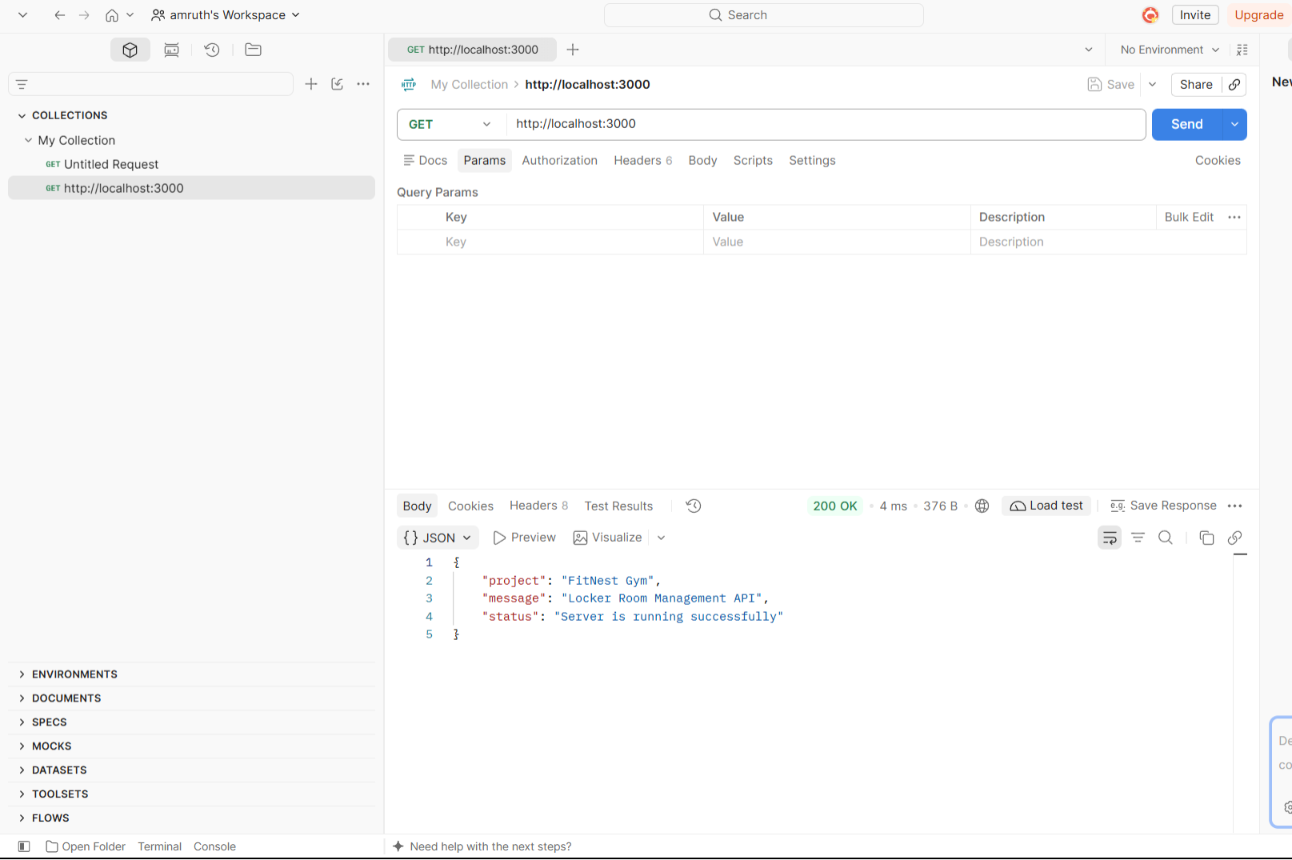 amruth's Workspace
Search
Invite
Upgrade
GET http://localhost:3000
No Environment
COLLECTIONS
My Collection
GET Untitled Request
GET http://localhost:3000
HTTP My Collection > http://localhost:3000
Save
Share
GET http://localhost:3000
Send
Docs Params Authorization Headers 6 Body Scripts Settings Cookies
Query Params
Key Value Description Bulk Edit
Key Value Description
Body Cookies Headers 8 Test Results 200 OK 4 ms 376 B Load test Save Response
{ } JSON Preview Visualize
1 {
2 "project": "FitNest Gym",
3 "message": "Locker Room Management API",
4 "status": "Server is running successfully"
5 }
ENVIRONMENTS
DOCUMENTS
SPECS
MOCKS
DATASETS
TOOLSETS
FLOWS
Open Folder Terminal Console
Need help with the next steps?